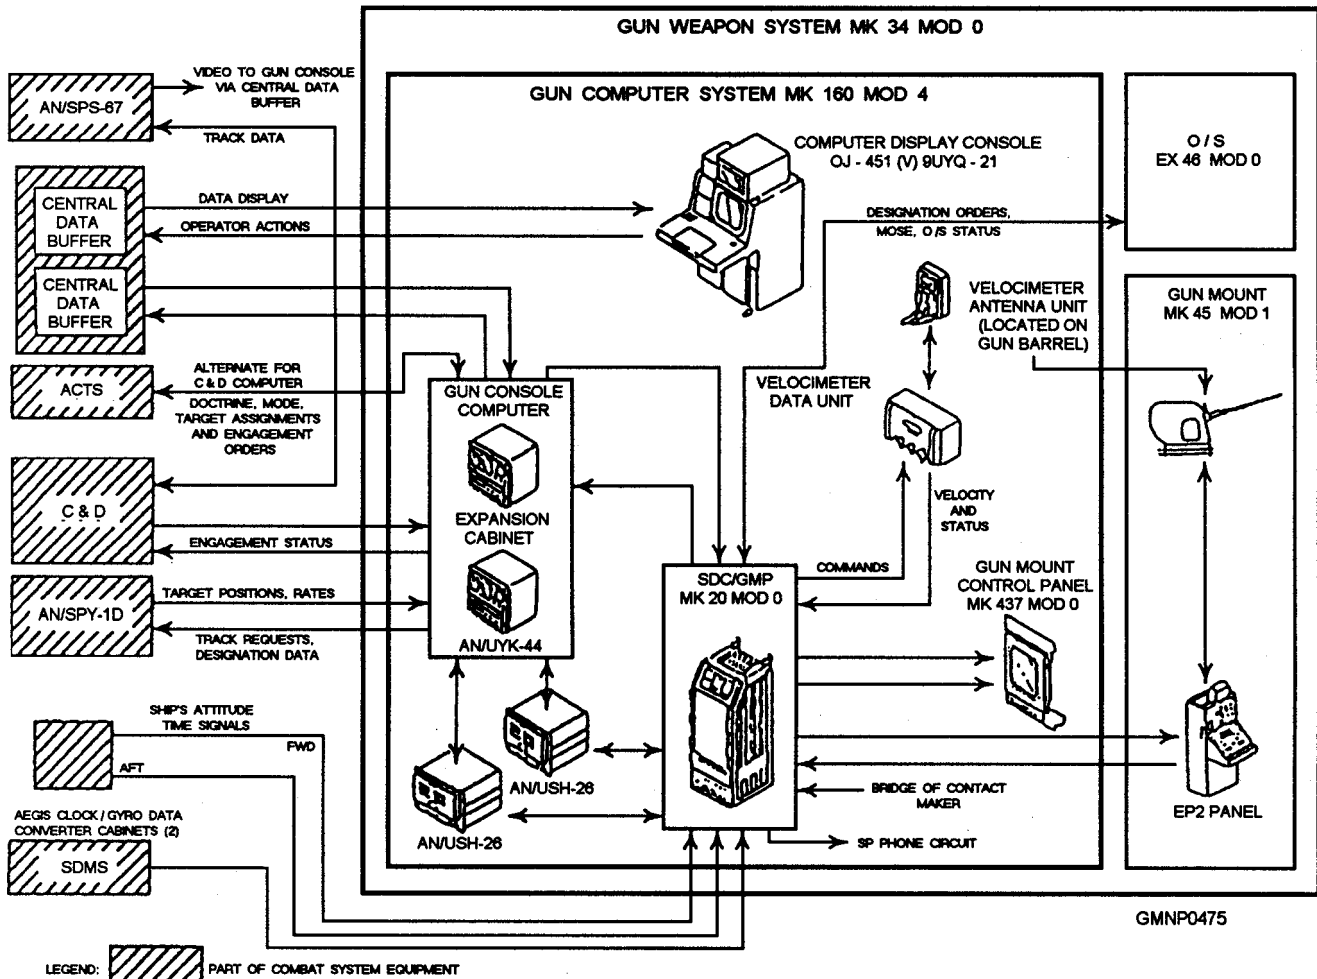 GUN WEAPON SYSTEM MK 34 MOD 0
VIDEO TO GUN CONSOLE
VIA CENTRAL DATA
BUFFER
AN/SPS-67
TRACK DATA
GUN COMPUTER SYSTEM MK 160 MOD 4
COMPUTER DISPLAY CONSOLE
OJ - 451 (V) 9UYQ - 21
O / S
EX 46 MOD 0
CENTRAL
DATA
BUFFER
DATA DISPLAY
OPERATOR ACTIONS
DESIGNATION ORDERS,
MOSE, O/S STATUS
CENTRAL
DATA
BUFFER
VELOCIMETER
ANTENNA UNIT
(LOCATED ON
GUN BARREL)
GUN MOUNT
MK 45 MOD 1
ACTS
ALTERNATE FOR
C & D COMPUTER
DOCTRINE, MODE,
TARGET ASSIGNMENTS
AND ENGAGEMENT
ORDERS
GUN CONSOLE
COMPUTER
VELOCIMETER
DATA UNIT
C & D
ENGAGEMENT STATUS
EXPANSION
CABINET
VELOCITY
AND
STATUS
AN/SPY-1D
TARGET POSITIONS, RATES
TRACK REQUESTS,
DESIGNATION DATA
AN/UYK-44
SDC/GMP
MK 20 MOD 0
COMMANDS
GUN MOUNT
CONTROL PANEL
MK 437 MOD 0
SHIP'S ATTITUDE
TIME SIGNALS
FWD
AFT
AN/USH-26
AN/USH-26
BRIDGE OF CONTACT
MAKER
EP2 PANEL
AEGIS CLOCK / GYRO DATA
CONVERTER CABINETS (2)
SDMS
SP PHONE CIRCUIT
GMNP0475
LEGEND:
PART OF COMBAT SYSTEM EQUIPMENT